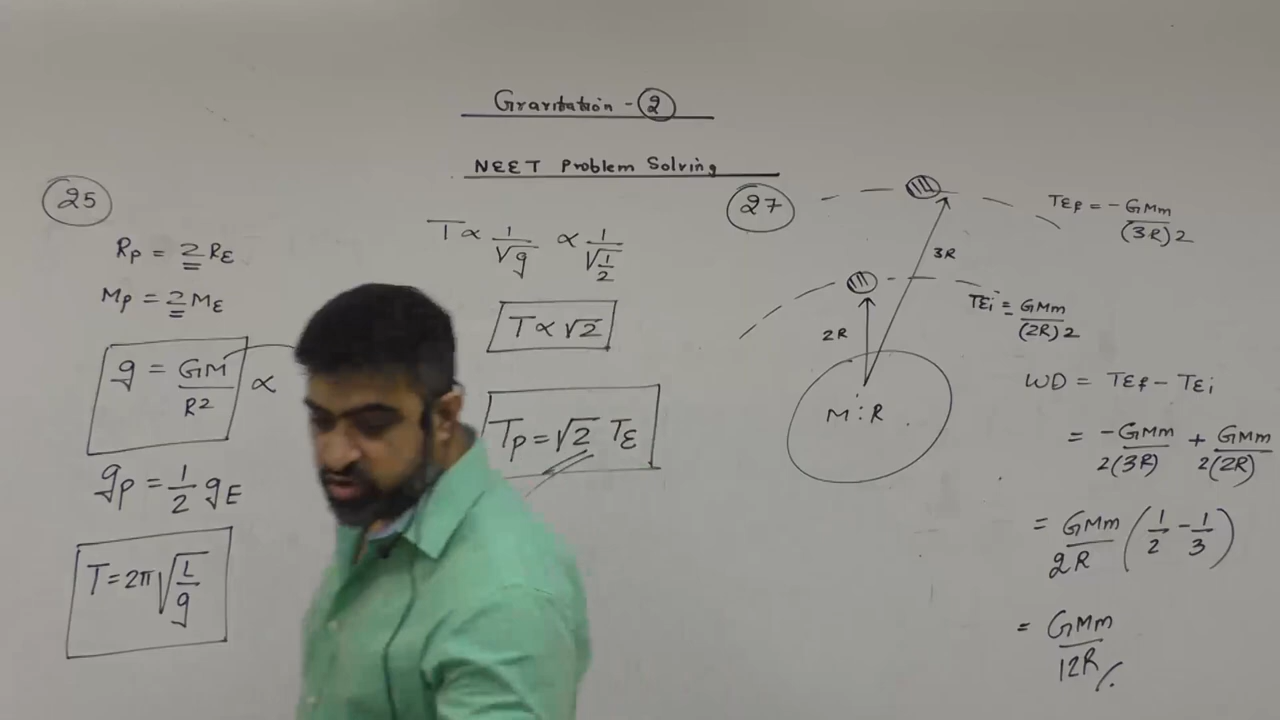 Gravitation - 2
NEET Problem Solving
25
Rp = 2 RE
Mp = 2 ME
g = GM/R² ∝
gp = 1/2 gE
T = 2π√(L/g)
T ∝ 1/√g ∝ 1/√(1/2)
T ∝ √2
Tp = √2 TE
27
TEf = -GMm/(3R)2
3R
TEi = GMm/(2R)2
2R
M : R
WD = TEf - TEi
= -GMm/2(3R) + GMm/2(2R)
= GMm/2R (1/2 - 1/3)
= GMm/12R